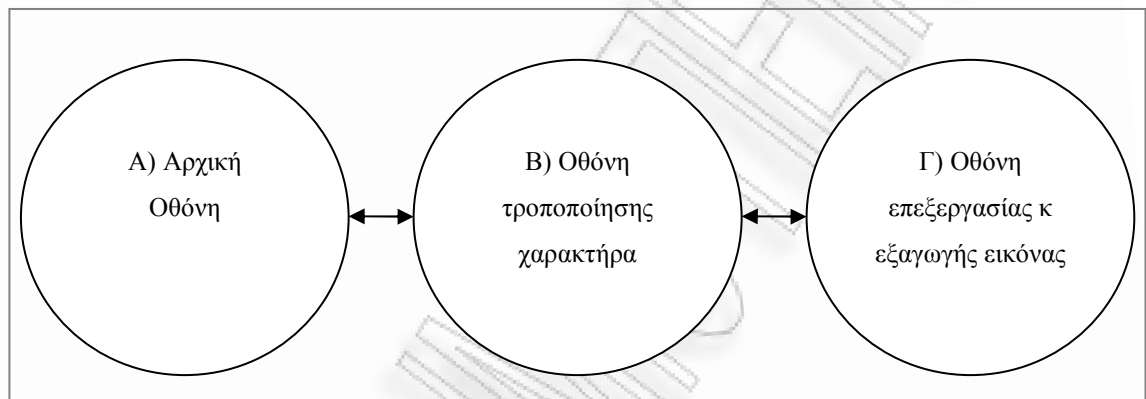 Α) Αρχική
Οθόνη
Β) Οθόνη
τροποποίησης
χαρακτήρα
Γ) Οθόνη
επεξεργασίας κ
εξαγωγής εικόνας